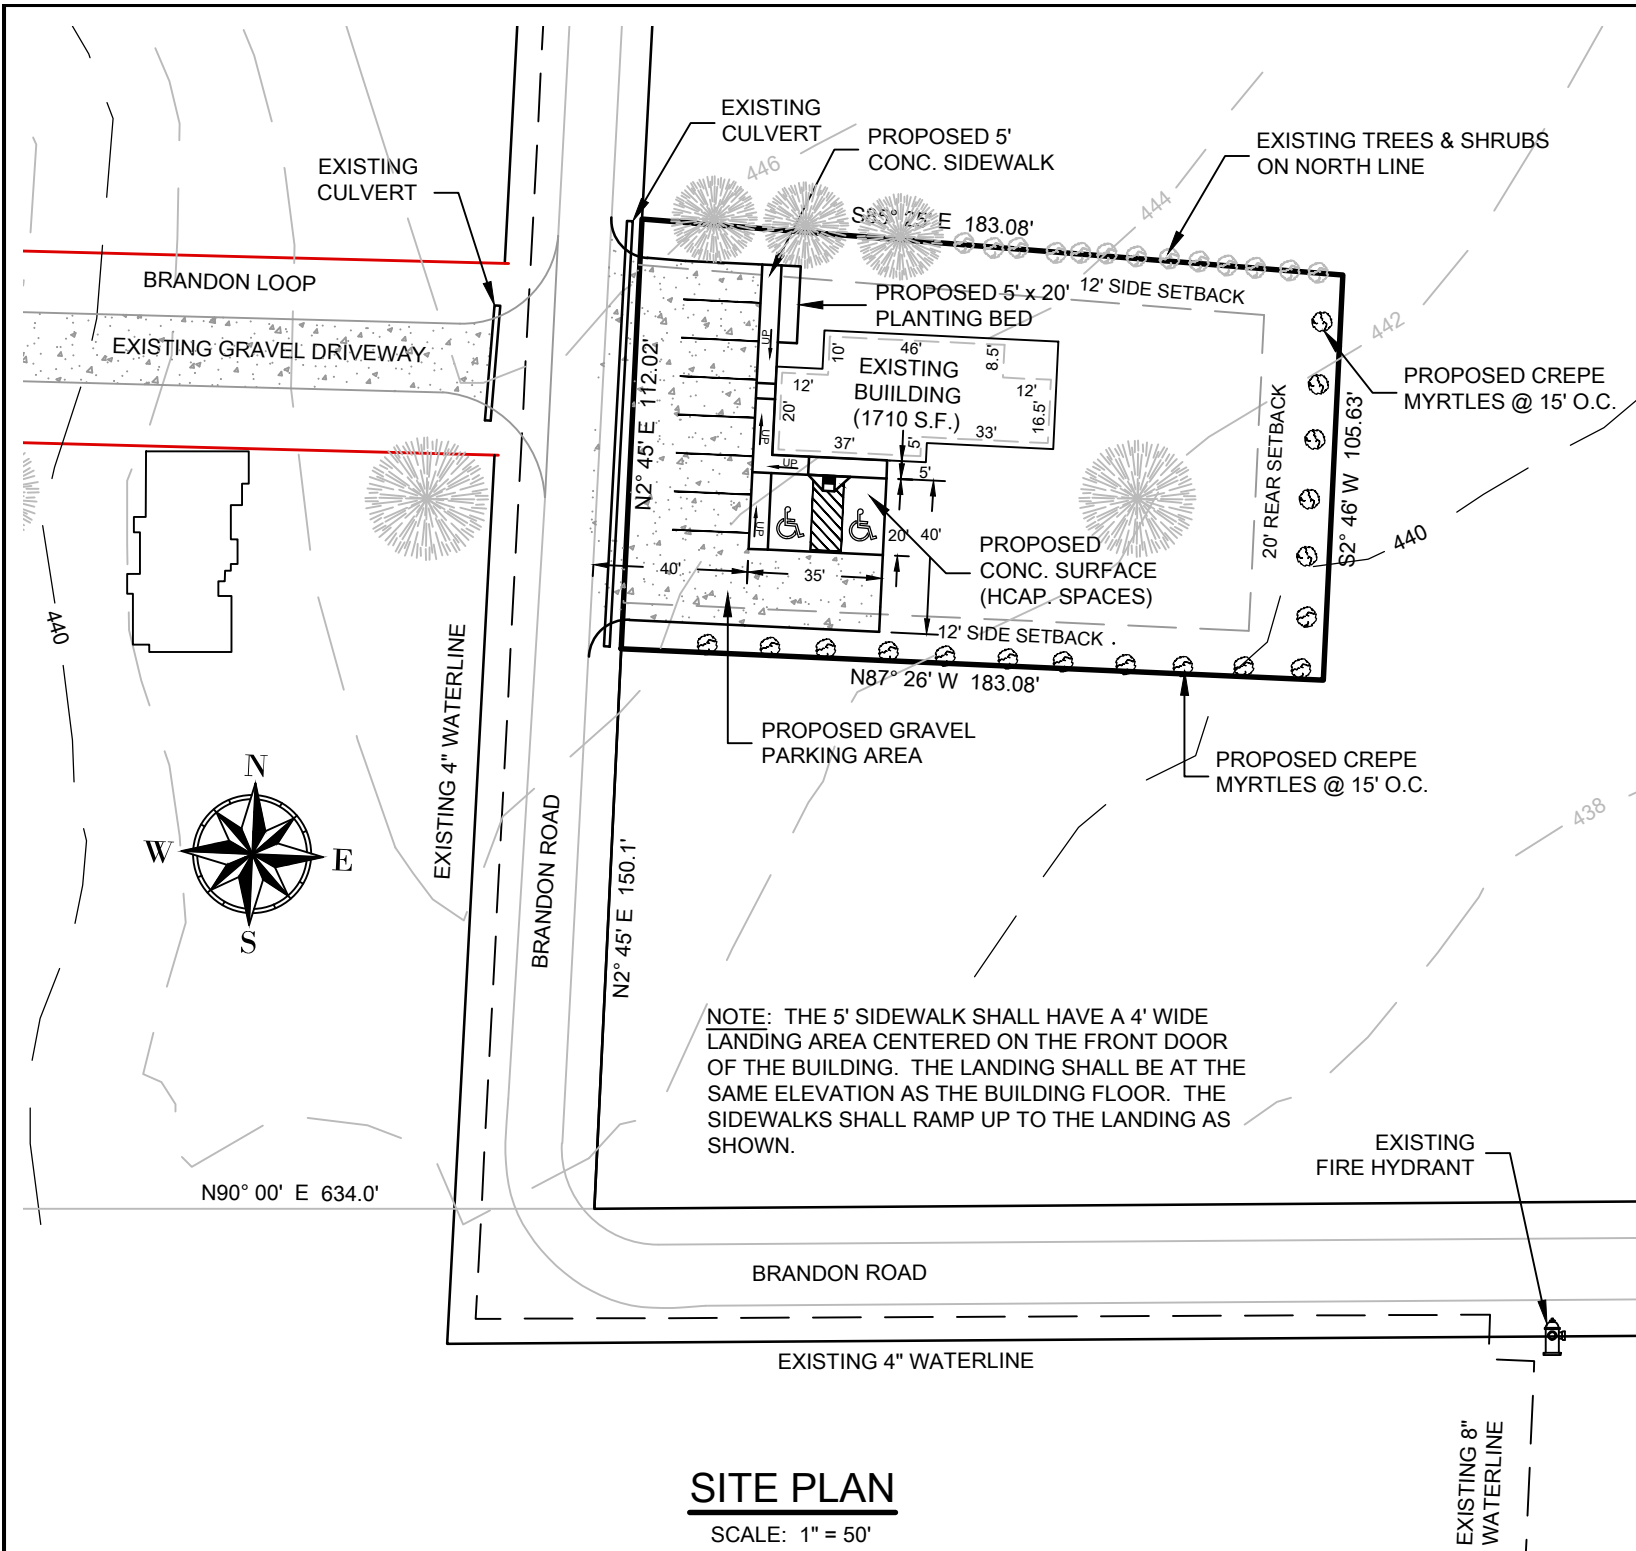 EXISTING
CULVERT
PROPOSED 5'
CONC. SIDEWALK
EXISTING TREES & SHRUBS
ON NORTH LINE
EXISTING
CULVERT
446
444
183.08'
BRANDON LOOP
12' SIDE SETBACK
PROPOSED 5' x 20'
PLANTING BED
442
EXISTING GRAVEL DRIVEWAY
N2° 45' E 112.02'
UP
10'
46'
8.5'
EXISTING
BUIILDING
(1710 S.F.)
12'
12'
20'
16.5'
37'
5'
33'
UP
UP
UP
5'
20'
40'
PROPOSED CREPE
MYRTLES @ 15' O.C.
20' REAR SETBACK
S2° 46' W 105.63'
440
PROPOSED
CONC. SURFACE
(HCAP. SPACES)
40'
35'
12' SIDE SETBACK .
N87° 26' W 183.08'
440
EXISTING 4" WATERLINE
PROPOSED GRAVEL
PARKING AREA
PROPOSED CREPE
MYRTLES @ 15' O.C.
438
N
W
E
S
BRANDON ROAD
N2° 45' E 150.1'
NOTE: THE 5' SIDEWALK SHALL HAVE A 4' WIDE
LANDING AREA CENTERED ON THE FRONT DOOR
OF THE BUILDING. THE LANDING SHALL BE AT THE
SAME ELEVATION AS THE BUILDING FLOOR. THE
SIDEWALKS SHALL RAMP UP TO THE LANDING AS
SHOWN.
EXISTING
FIRE HYDRANT
N90° 00' E 634.0'
BRANDON ROAD
EXISTING 4" WATERLINE
EXISTING 8"
WATERLINE
SITE PLAN
SCALE: 1" = 50'